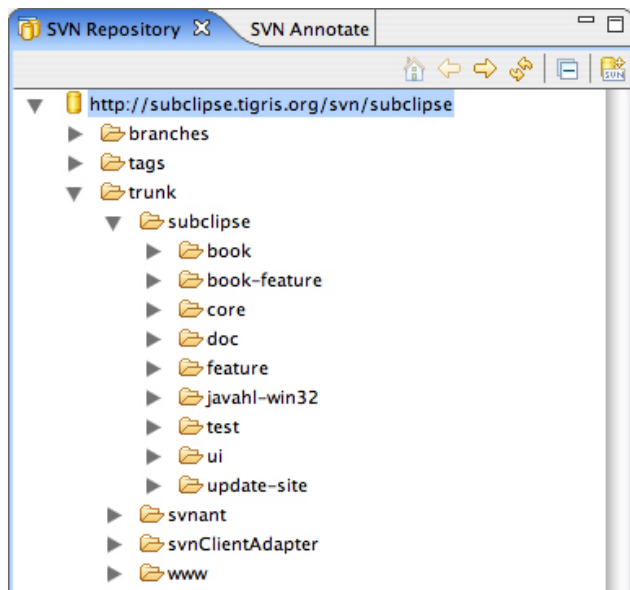 SVN Repository SVN Annotate
SVN
http://subclipse.tigris.org/svn/subclipse
branches
tags
trunk
subclipse
book
book-feature
core
doc
feature
javahl-win32
test
ui
update-site
svnant
svnClientAdapter
www